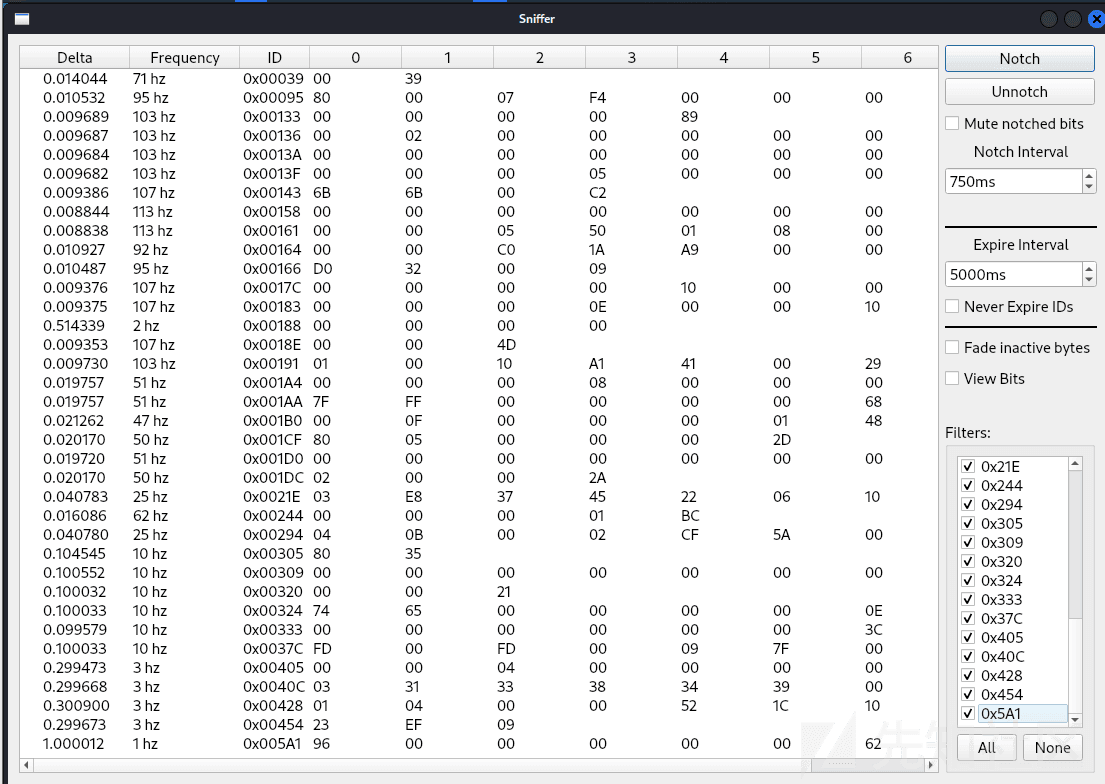 Sniffer
Delta Frequency ID 0 1 2 3 4 5 6
0.014044 71 hz 0x00039 00 39
0.010532 95 hz 0x00095 80 00 07 F4 00 00 00
0.009689 103 hz 0x00133 00 00 00 00 89
0.009687 103 hz 0x00136 00 02 00 00 00 00 00
0.009684 103 hz 0x0013A 00 00 00 00 00 00 00
0.009682 103 hz 0x0013F 00 00 00 05 00 00 00
0.009386 107 hz 0x00143 6B 6B 00 C2
0.008844 113 hz 0x00158 00 00 00 00 00 00 00
0.008838 113 hz 0x00161 00 00 05 50 01 08 00
0.010927 92 hz 0x00164 00 00 C0 1A A9 00 00
0.010487 95 hz 0x00166 D0 32 00 09
0.009376 107 hz 0x0017C 00 00 00 00 10 00 00
0.009375 107 hz 0x00183 00 00 00 0E 00 00 10
0.514339 2 hz 0x00188 00 00 00 00
0.009353 107 hz 0x0018E 00 00 4D
0.009730 103 hz 0x00191 01 00 10 A1 41 00 29
0.019757 51 hz 0x001A4 00 00 00 08 00 00 00
0.019757 51 hz 0x001AA 7F FF 00 00 00 00 68
0.021262 47 hz 0x001B0 00 0F 00 00 00 01 48
0.020170 50 hz 0x001CF 80 05 00 00 00 2D
0.019720 51 hz 0x001D0 00 00 00 00 00 00 00
0.020170 50 hz 0x001DC 02 00 00 2A
0.040783 25 hz 0x0021E 03 E8 37 45 22 06 10
0.016086 62 hz 0x00244 00 00 00 01 BC
0.040780 25 hz 0x00294 04 0B 00 02 CF 5A 00
0.104545 10 hz 0x00305 80 35
0.100552 10 hz 0x00309 00 00 00 00 00 00 00
0.100032 10 hz 0x00320 00 00 21
0.100033 10 hz 0x00324 74 65 00 00 00 00 0E
0.099579 10 hz 0x00333 00 00 00 00 00 00 3C
0.100033 10 hz 0x0037C FD 00 FD 00 09 7F 00
0.299473 3 hz 0x00405 00 00 04 00 00 00 00
0.299668 3 hz 0x0040C 03 31 33 38 34 39 00
0.300900 3 hz 0x00428 01 04 00 00 52 1C 10
0.299673 3 hz 0x00454 23 EF 09
1.000012 1 hz 0x005A1 96 00 00 00 00 00 62
Notch
Unnotch
Mute notched bits
Notch Interval
750ms
Expire Interval
5000ms
Never Expire IDs
Fade inactive bytes
View Bits
Filters:
0x21E
0x244
0x294
0x305
0x309
0x320
0x324
0x333
0x37C
0x405
0x40C
0x428
0x454
0x5A1
All None